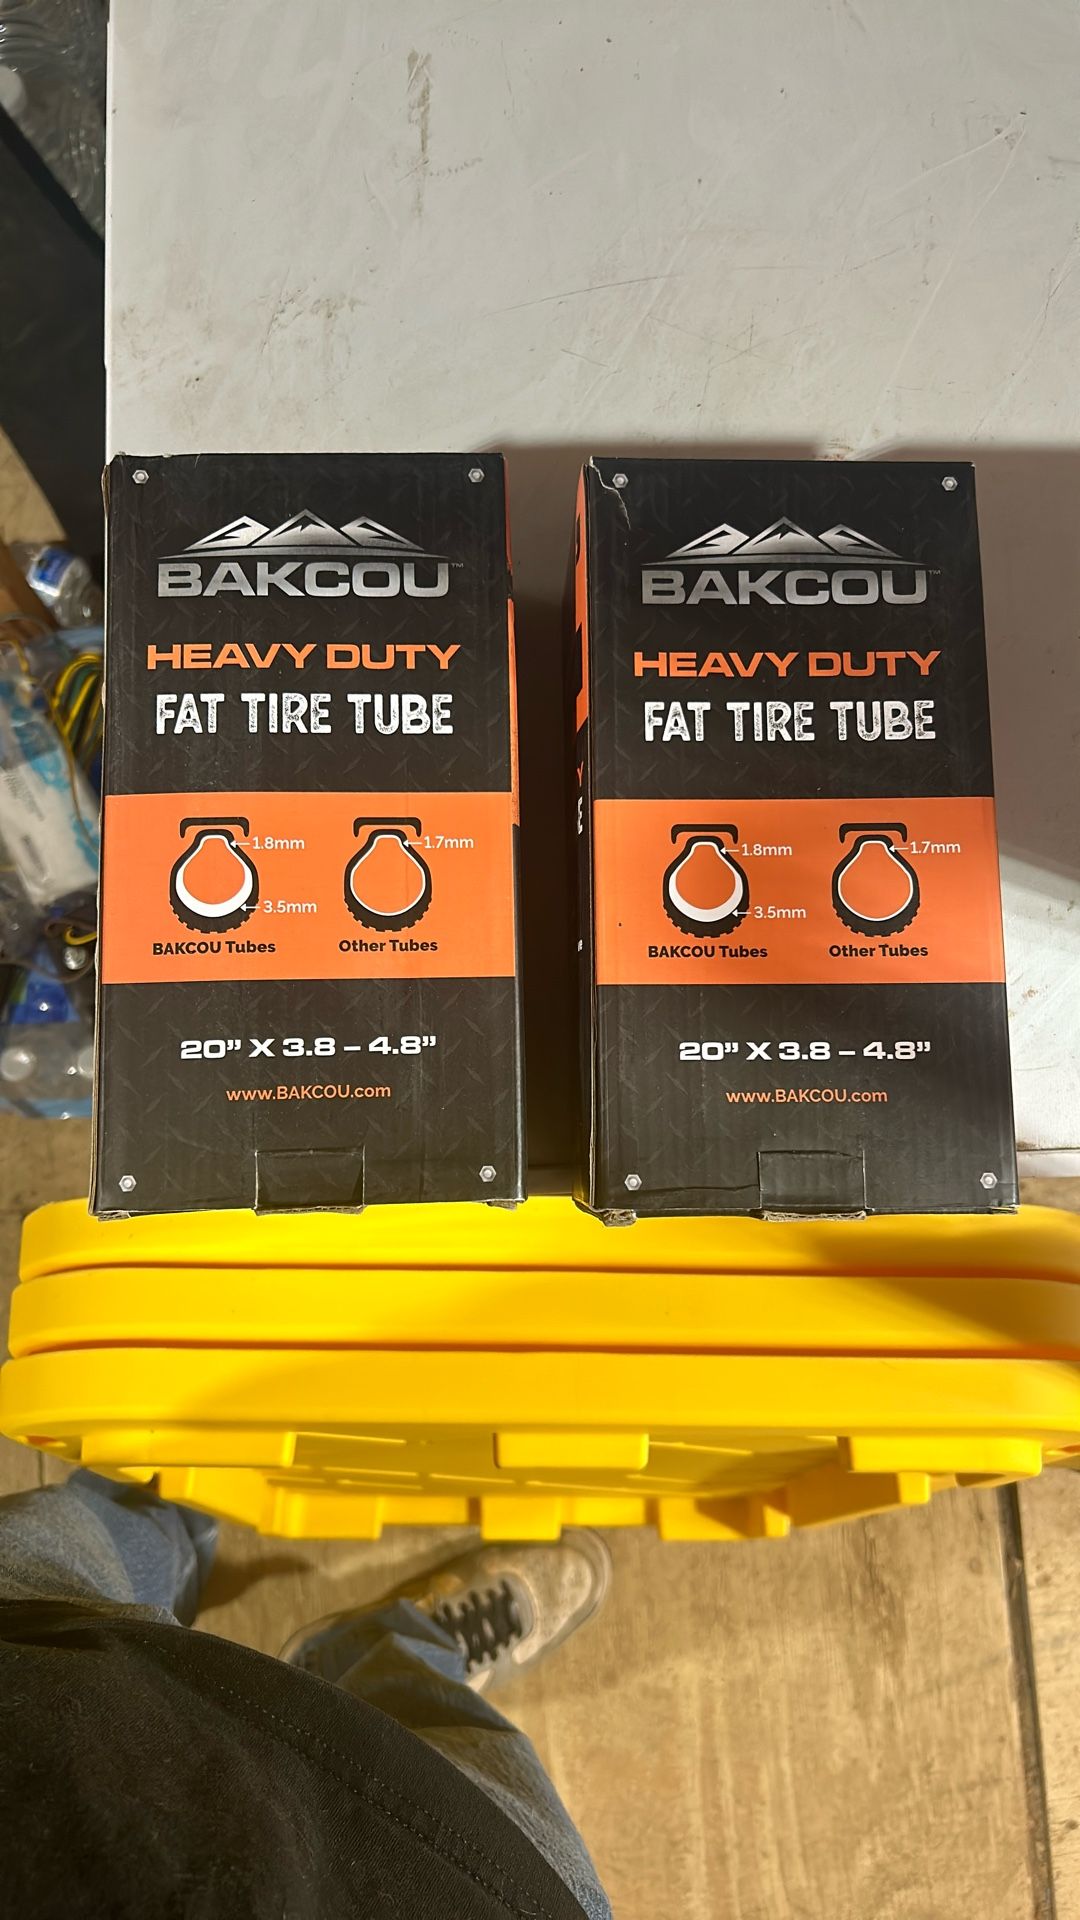 BAKCOU™
HEAVY DUTY
FAT TIRE TUBE
1.8mm
1.7mm
3.5mm
BAKCOU Tubes
Other Tubes
20” X 3.8 – 4.8”
www.BAKCOU.com
BAKCOU™
HEAVY DUTY
FAT TIRE TUBE
1.8mm
1.7mm
3.5mm
BAKCOU Tubes
Other Tubes
20” X 3.8 – 4.8”
www.BAKCOU.com